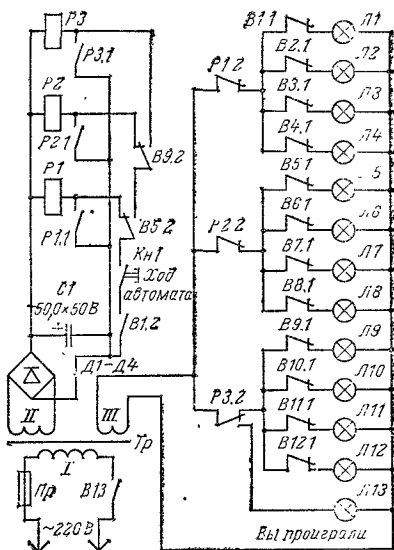 Р3
Р3.1
Р2
Р2.1
В9.2
Р1
Р1.1
В5.2
Кн1
Ход
автомата
С1
50,0×50В
+
В1.2
Д1-Д4
II
III
Тр
I
Пр
В13
~220В
В1.1
Л1
Р1.2
В2.1
Л2
В3.1
Л3
В4.1
Л4
В5.1
Л5
В6.1
Л6
Р2.2
В7.1
Л7
В8.1
Л8
В9.1
Л9
В10.1
Л10
Р3.2
В11.1
Л11
В12.1
Л12
Л13
Вы проиграли